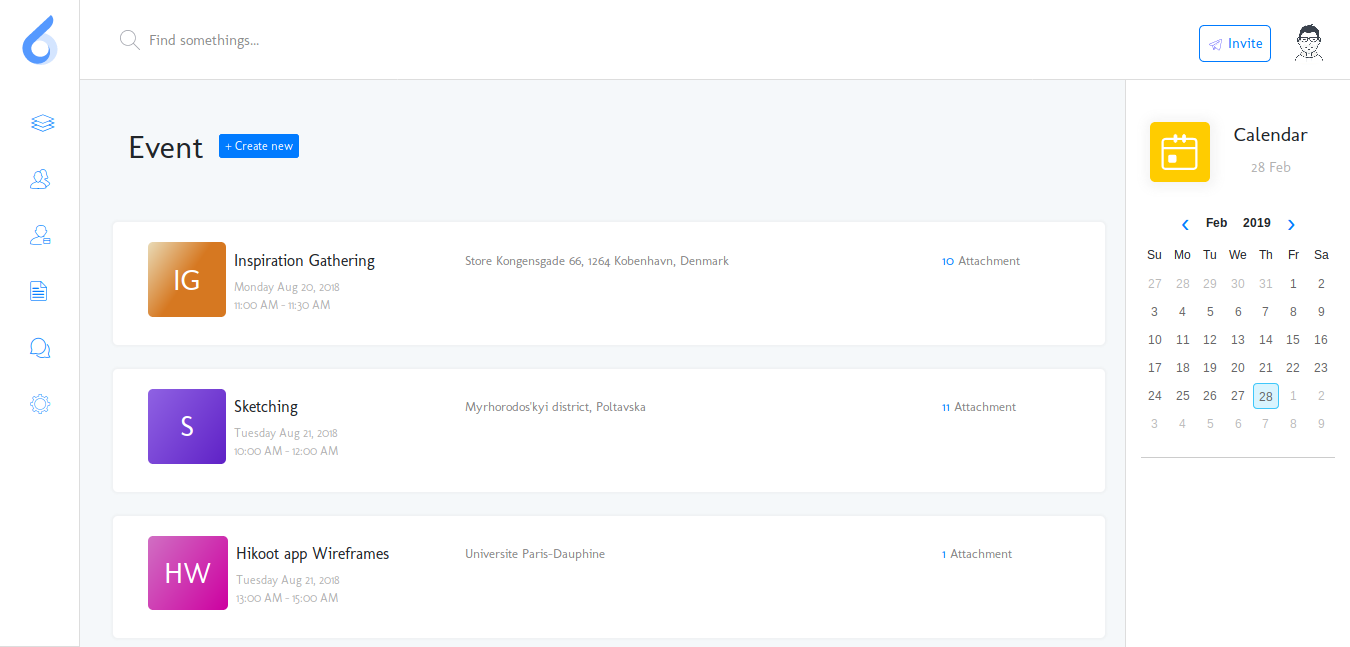 Find somethings...
Invite
Event
+ Create new
IG
Inspiration Gathering
Monday Aug 20, 2018
11:00 AM - 11:30 AM
Store Kongensgade 66, 1264 Kobenhavn, Denmark
10 Attachment
S
Sketching
Tuesday Aug 21, 2018
10:00 AM - 12:00 AM
Myrhorodos'kyi district, Poltavska
11 Attachment
HW
Hikoot app Wireframes
Tuesday Aug 21, 2018
13:00 AM - 15:00 AM
Universite Paris-Dauphine
1 Attachment
Calendar
28 Feb
Feb 2019
Su Mo Tu We Th Fr Sa
27 28 29 30 31 1 2
3 4 5 6 7 8 9
10 11 12 13 14 15 16
17 18 19 20 21 22 23
24 25 26 27 28 1 2
3 4 5 6 7 8 9